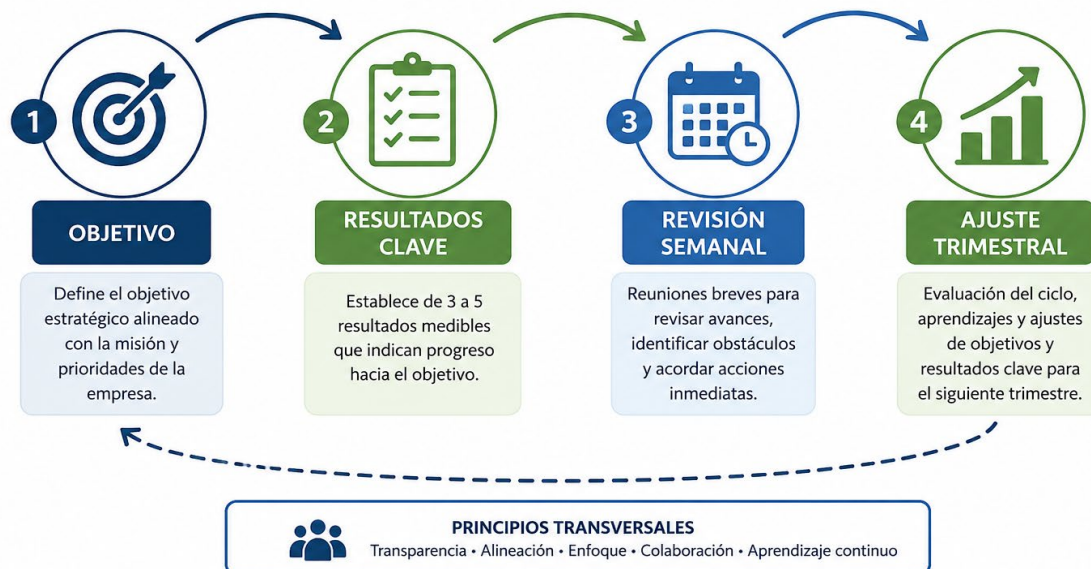 1
OBJETIVO
Define el objetivo
estratégico alineado
con la misión y
prioridades de la
empresa.
2
RESULTADOS
CLAVE
Establece de 3 a 5
resultados medibles
que indican progreso
hacia el objetivo.
3
REVISIÓN
SEMANAL
Reuniones breves para
revisar avances,
identificar obstáculos
y acordar acciones
inmediatas.
4
AJUSTE
TRIMESTRAL
Evaluación del ciclo,
aprendizajes y ajustes
de objetivos y
resultados clave para
el siguiente trimestre.
PRINCIPIOS TRANSVERSALES
Transparencia • Alineación • Enfoque • Colaboración • Aprendizaje continuo